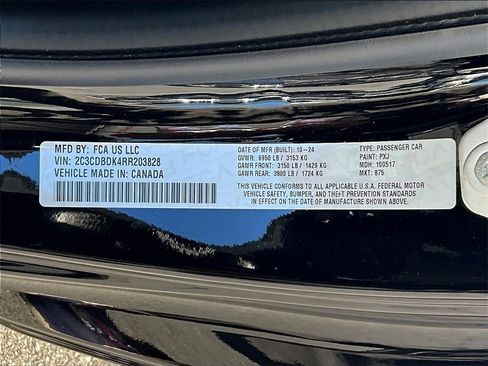 MFD BY: FCA US LLC
VIN: 2C3CDBDK4RR203828
VEHICLE MADE IN: CANADA
DATE OF MFR (BUILT): 10-24
GVWR: 6950 LB / 3153 KG
GAWR FRONT: 3150 LB / 1429 KG
GAWR REAR: 3800 LB / 1724 KG
TYPE: PASSENGER CAR
PAINT: PXJ
MDH: 100517
MKT: 875
THIS VEHICLE CONFORMS TO ALL APPLICABLE U.S.A. FEDERAL MOTOR
VEHICLE SAFETY, BUMPER, AND THEFT PREVENTION STANDARDS
IN EFFECT ON THE DATE OF MANUFACTURE SHOWN ABOVE.